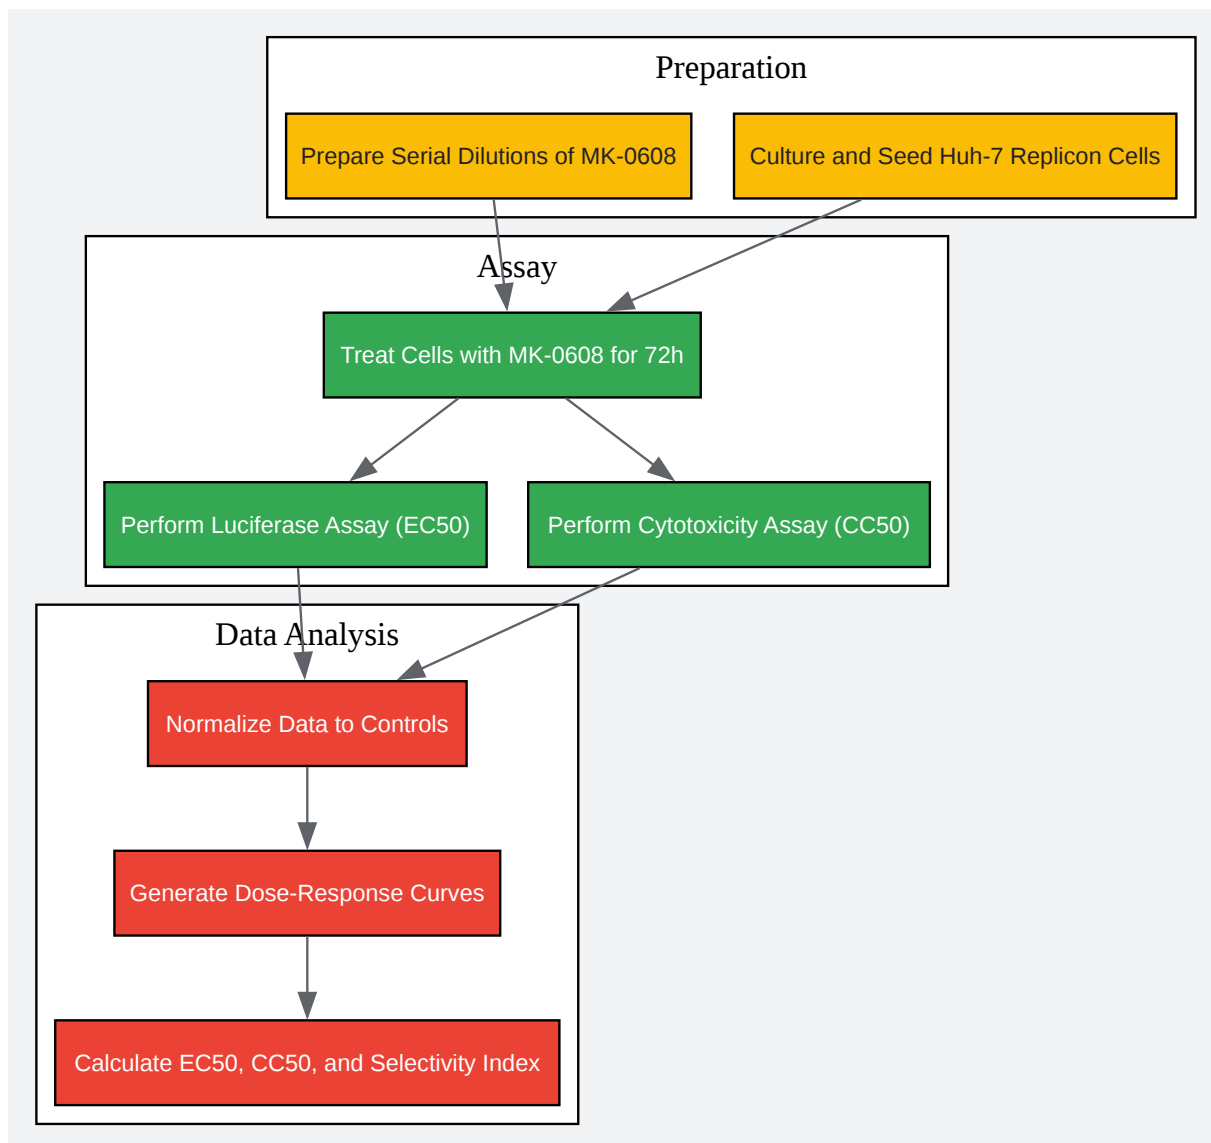 Preparation
Prepare Serial Dilutions of MK-0608
Culture and Seed Huh-7 Replicon Cells
Assay
Treat Cells with MK-0608 for 72h
Perform Luciferase Assay (EC50)
Perform Cytotoxicity Assay (CC50)
Data Analysis
Normalize Data to Controls
Generate Dose-Response Curves
Calculate EC50, CC50, and Selectivity Index